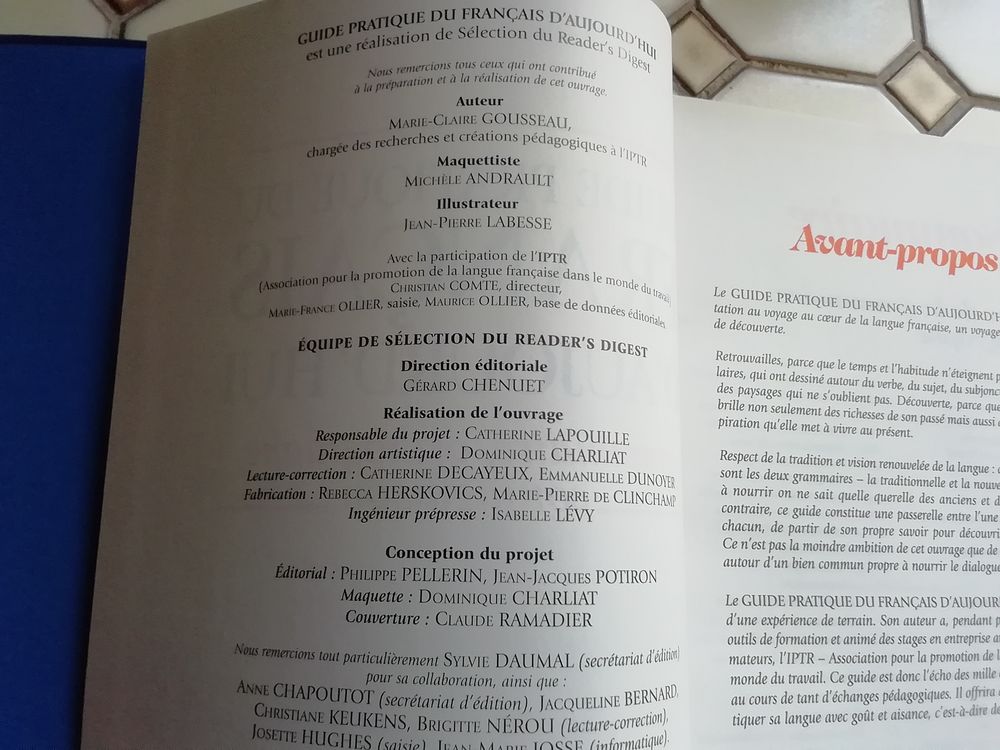 GUIDE PRATIQUE DU FRANÇAIS D'AUJOURD'HUI
est une réalisation de Sélection du Reader's Digest
Nous remercions tous ceux qui ont contribué
à la préparation et à la réalisation de cet ouvrage.
Auteur
MARIE-CLAIRE GOUSSEAU,
chargée des recherches et créations pédagogiques à l'IPTR
Maquettiste
MICHÈLE ANDRAULT
Illustrateur
JEAN-PIERRE LABESSE
Avec la participation de l'IPTR
(Association pour la promotion de la langue française dans le monde du travail)
CHRISTIAN COMTE, directeur,
MARIE-FRANCE OLLIER, saisie, MAURICE OLLIER, base de données éditoriales
ÉQUIPE DE SÉLECTION DU READER'S DIGEST
Direction éditoriale
GÉRARD CHENUET
Réalisation de l'ouvrage
Responsable du projet : CATHERINE LAPOUILLE
Direction artistique : DOMINIQUE CHARLIAT
Lecture-correction : CATHERINE DECAYEUX, EMMANUELLE DUNOYER
Fabrication : REBECCA HERSKOVICS, MARIE-PIERRE DE CLINCHAMP
Ingénieur prépresse : ISABELLE LÉVY
Conception du projet
Éditorial : PHILIPPE PELLERIN, JEAN-JACQUES POTIRON
Maquette : DOMINIQUE CHARLIAT
Couverture : CLAUDE RAMADIER
Nous remercions tout particulièrement SYLVIE DAUMAL (secrétariat d'édition)
pour sa collaboration, ainsi que :
ANNE CHAPOUTOT (secrétariat d'édition), JACQUELINE BERNARD,
CHRISTIANE KEUKENS, BRIGITTE NÉROU (lecture-correction),
JOSETTE HUGHES (saisie), JEAN-MARIE JOSSE (informatique).
Avant-propos
Le GUIDE PRATIQUE DU FRANÇAIS D'AUJOURD'H
tation au voyage au cœur de la langue française, un voyage
de découverte.
Retrouvailles, parce que le temps et l'habitude n'éteignent p
laires, qui ont dessiné autour du verbe, du sujet, du subjonc
des paysages qui ne s'oublient pas. Découverte, parce que
brille non seulement des richesses de son passé mais aussi
piration qu'elle met à vivre au présent.
Respect de la tradition et vision renouvelée de la langue :
sont les deux grammaires – la traditionnelle et la nouve
à nourrir on ne sait quelle querelle des anciens et d
contraire, ce guide constitue une passerelle entre l'une
chacun, de partir de son propre savoir pour découvri
Ce n'est pas la moindre ambition de cet ouvrage que de
autour d'un bien commun propre à nourrir le dialogue
Le GUIDE PRATIQUE DU FRANÇAIS D'AUJOUR
d'une expérience de terrain. Son auteur a, pendant p
outils de formation et animé des stages en entreprise a
mateurs, l'IPTR – Association pour la promotion de l
monde du travail. Ce guide est donc l'écho des mille
au cours de tant d'échanges pédagogiques. Il offrira
tiquer sa langue avec goût et aisance, c'est-à-dire de